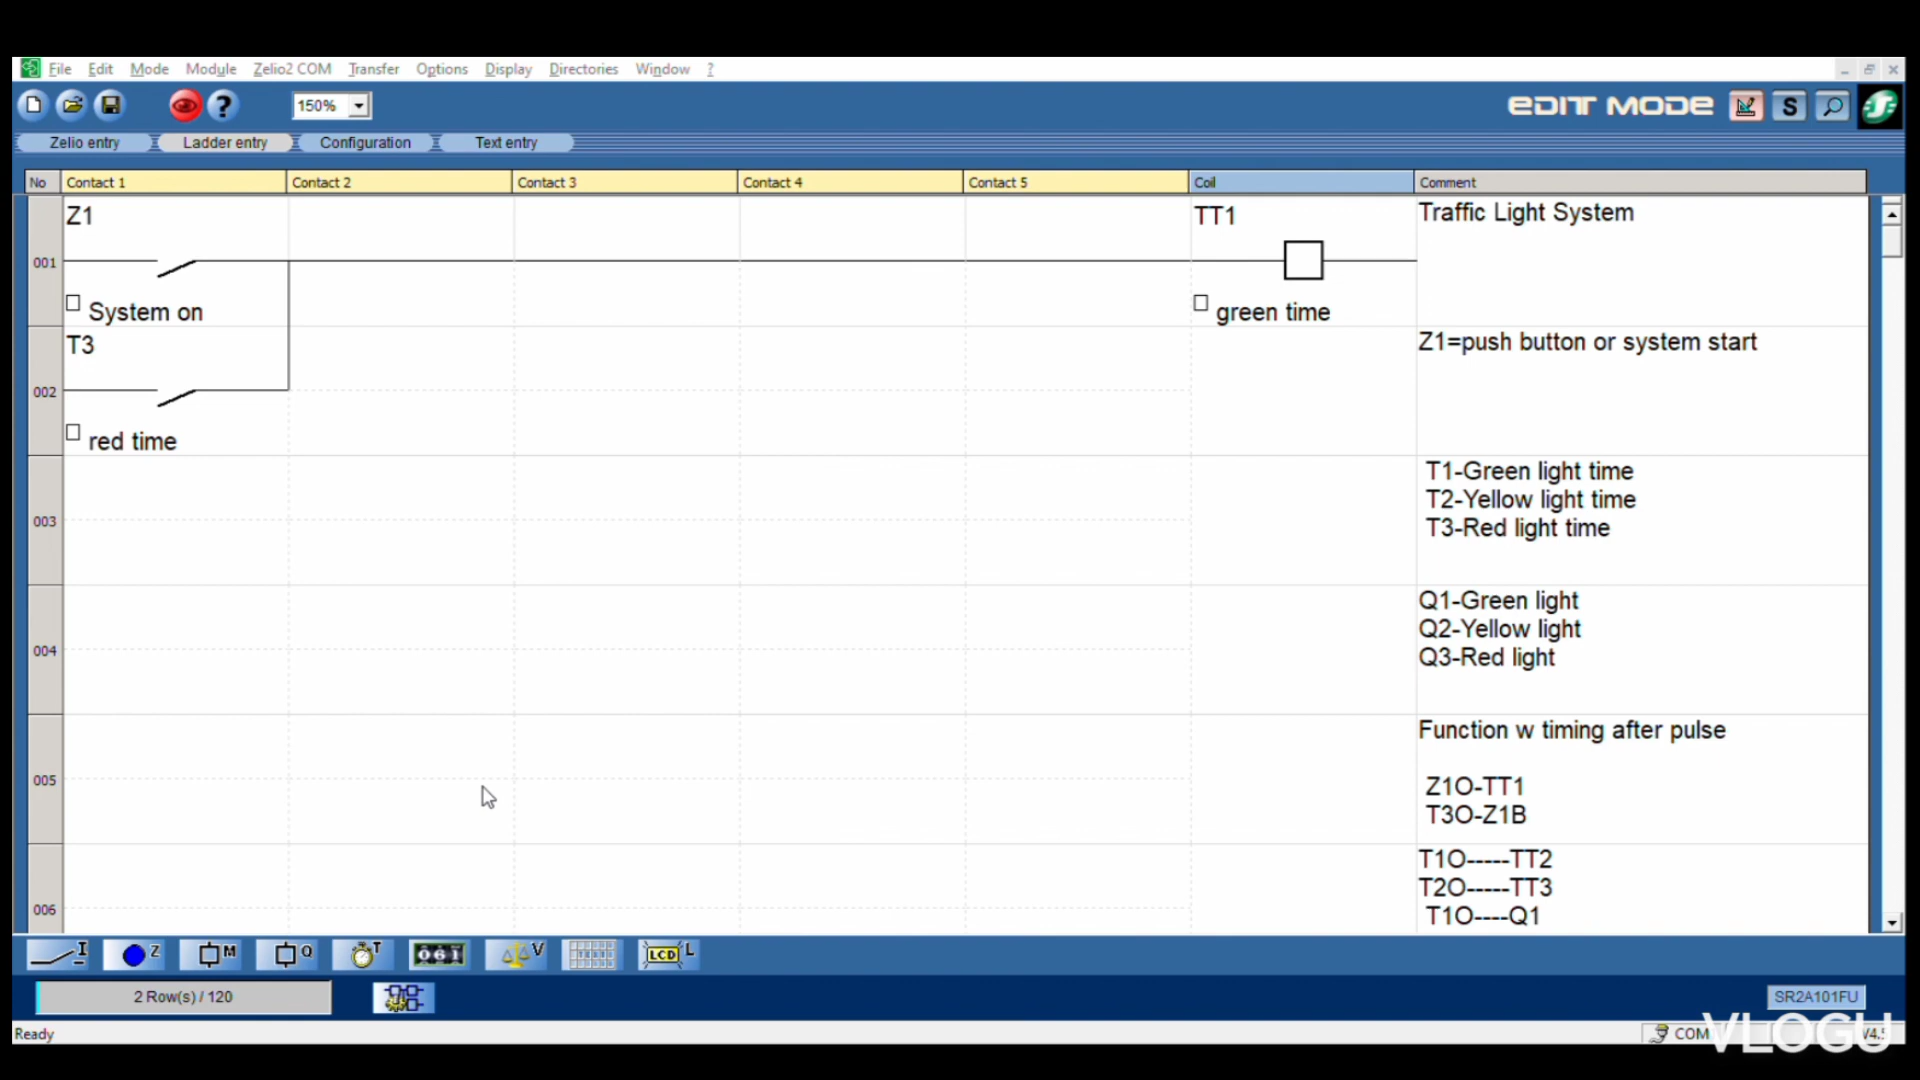 File Edit Mode Module Zelio2 COM Transfer Options Display Directories Window ?
150%
EDIT MODE
S
Zelio entry Ladder entry Configuration Text entry
No Contact 1 Contact 2 Contact 3 Contact 4 Contact 5 Coil Comment
Z1 TT1 Traffic Light System
001
System on green time
T3 Z1=push button or system start
002
red time
T1-Green light time
T2-Yellow light time
T3-Red light time
003
Q1-Green light
Q2-Yellow light
Q3-Red light
004
Function w timing after pulse
005
Z1O-TT1
T3O-Z1B
T1O-----TT2
T2O-----TT3
T1O----Q1
006
I Z M Q T 061 V TEXT LCD L
2 Row(s) / 120
SR2A101FU
Ready COM
VLOGU